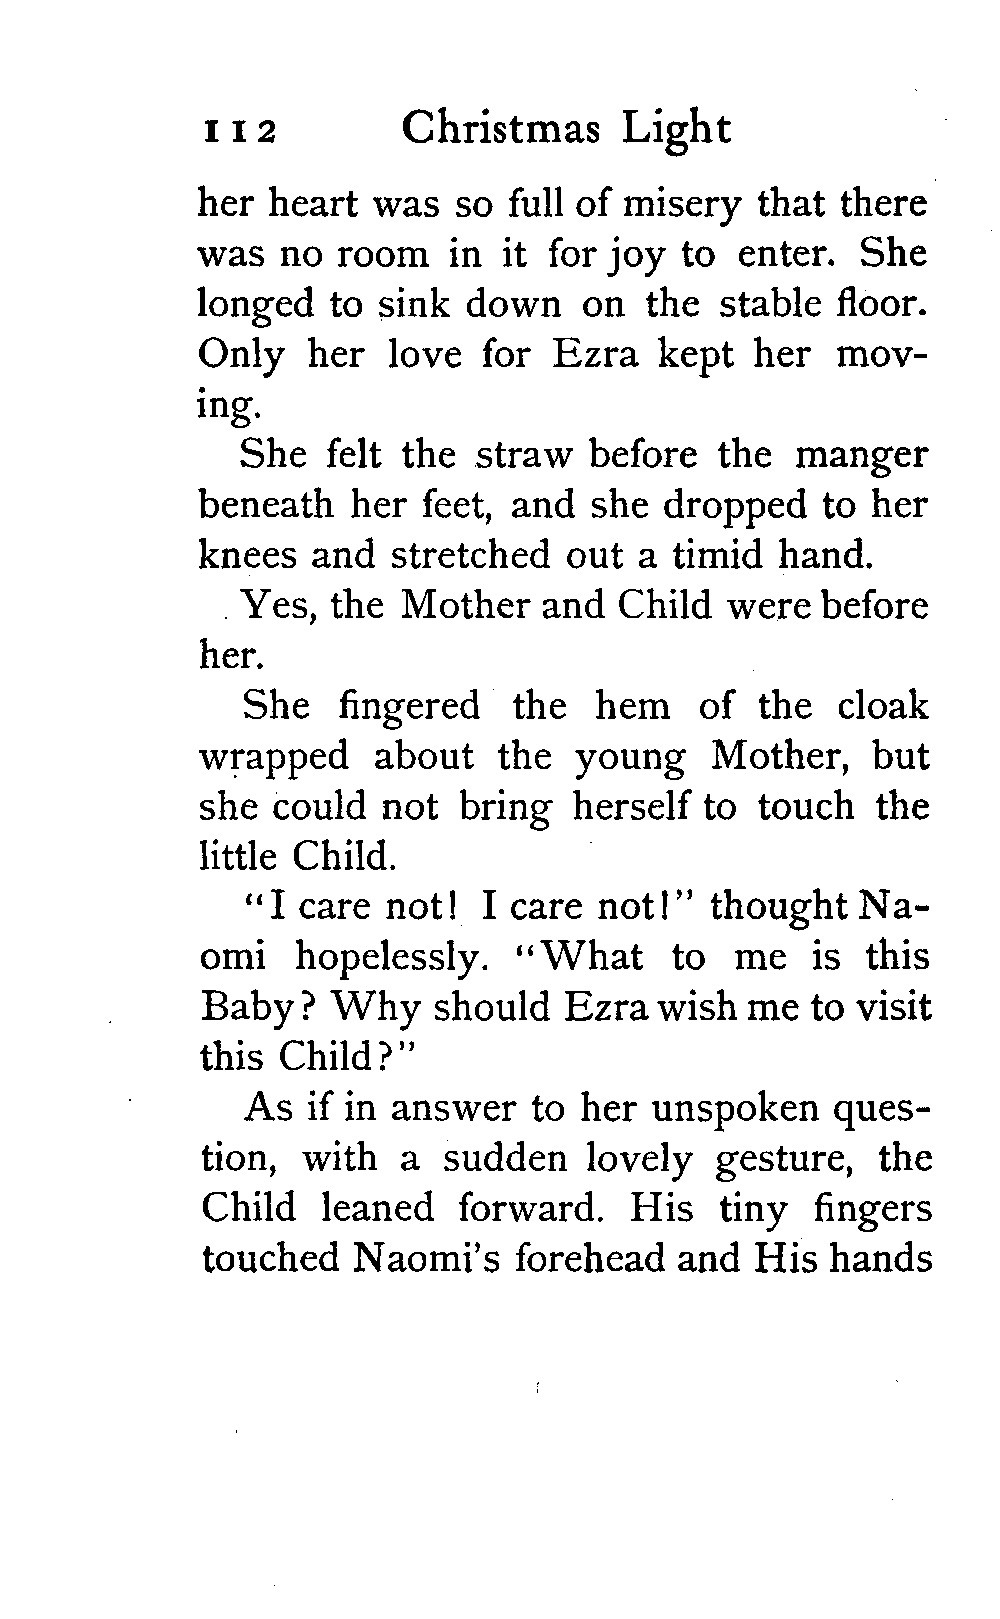 112 Christmas Light
her heart was so full of misery that there
was no room in it for joy to enter. She
longed to sink down on the stable floor.
Only her love for Ezra kept her mov-
ing.
She felt the straw before the manger
beneath her feet, and she dropped to her
knees and stretched out a timid hand.
Yes, the Mother and Child were before
her.
She fingered the hem of the cloak
wrapped about the young Mother, but
she could not bring herself to touch the
little Child.
"I care not! I care not!" thought Na-
omi hopelessly. "What to me is this
Baby? Why should Ezra wish me to visit
this Child?"
As if in answer to her unspoken ques-
tion, with a sudden lovely gesture, the
Child leaned forward. His tiny fingers
touched Naomi's forehead and His hands